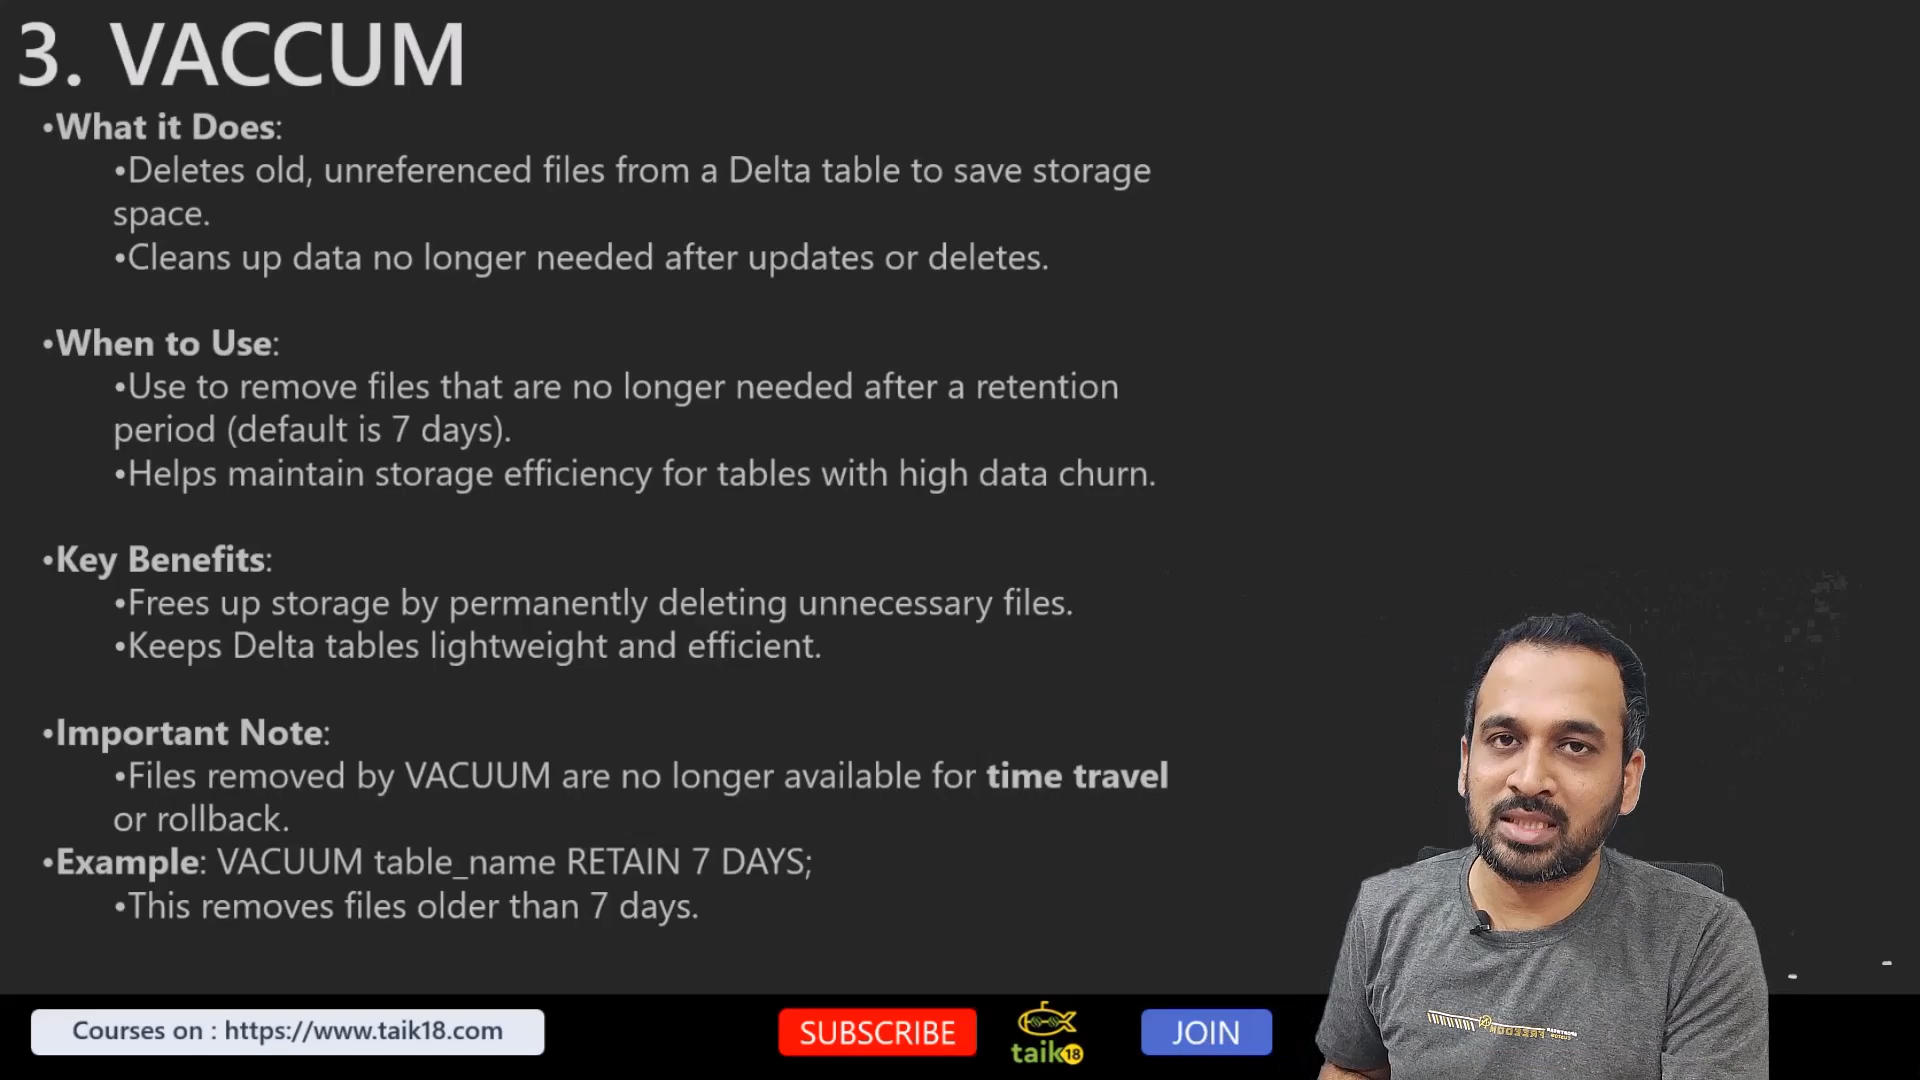 3. VACCUM
•What it Does:
•Deletes old, unreferenced files from a Delta table to save storage
space.
•Cleans up data no longer needed after updates or deletes.
•When to Use:
•Use to remove files that are no longer needed after a retention
period (default is 7 days).
•Helps maintain storage efficiency for tables with high data churn.
•Key Benefits:
•Frees up storage by permanently deleting unnecessary files.
•Keeps Delta tables lightweight and efficient.
•Important Note:
•Files removed by VACUUM are no longer available for time travel
or rollback.
•Example: VACUUM table_name RETAIN 7 DAYS;
•This removes files older than 7 days.
Courses on : https://www.taik18.com
SUBSCRIBE
taik18
JOIN